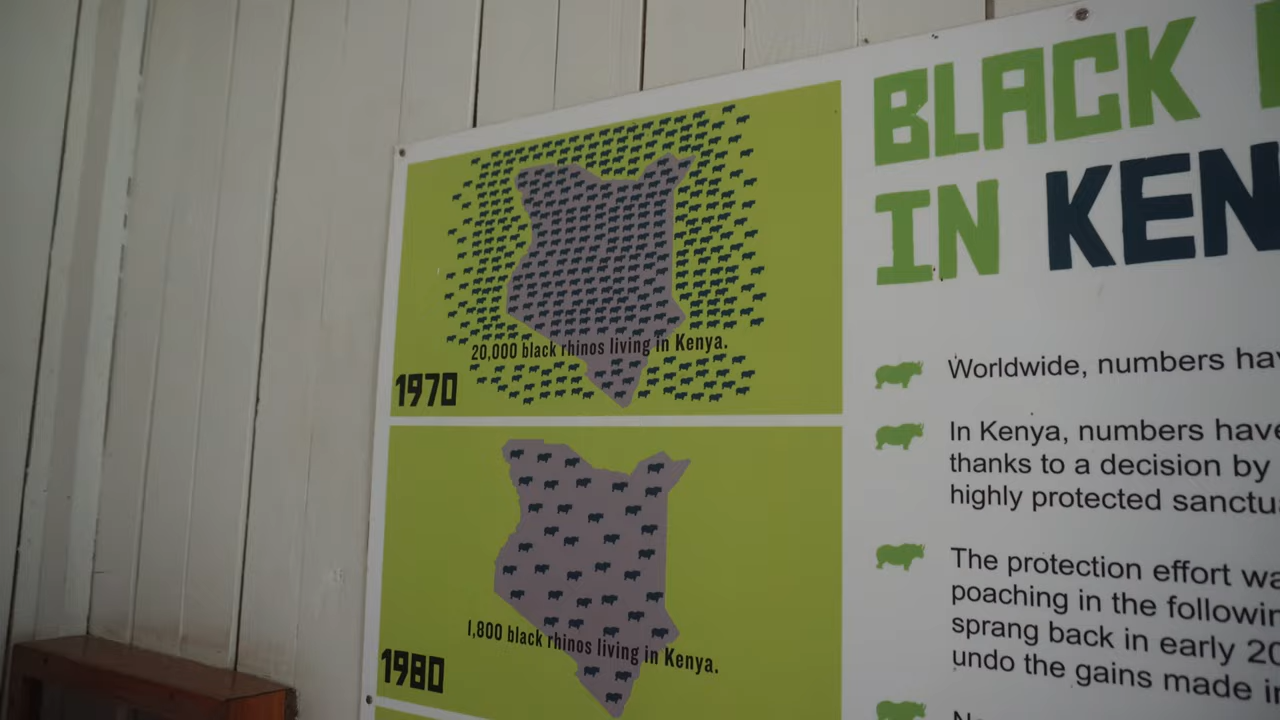 BLACK
IN KEN
20,000 black rhinos living in Kenya.
1970
1,800 black rhinos living in Kenya.
1980
Worldwide, numbers hav
In Kenya, numbers have
thanks to a decision by
highly protected sanctua
The protection effort wa
poaching in the followin
sprang back in early 20
undo the gains made in